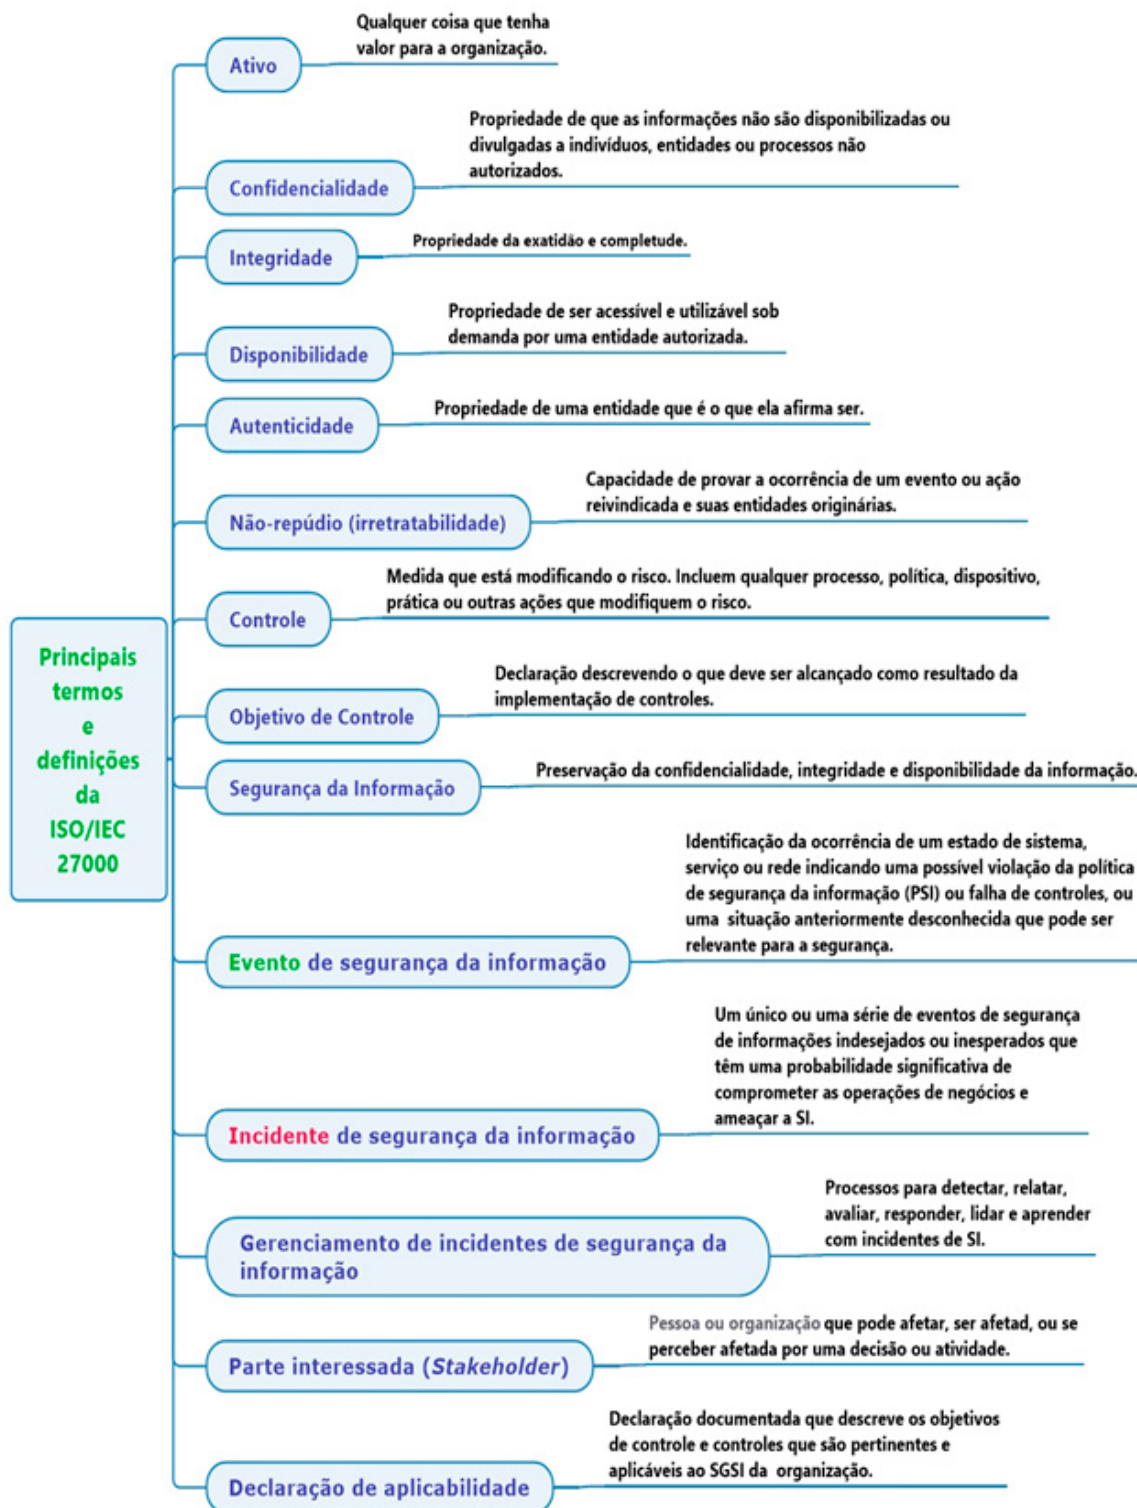 Qualquer coisa que tenha
valor para a organização.
Ativo
Propriedade de que as informações não são disponibilizadas ou
divulgadas a indivíduos, entidades ou processos não
autorizados.
Confidencialidade
Integridade
Propriedade da exatidão e completude.
Propriedade de ser acessível e utilizável sob
demanda por uma entidade autorizada.
Disponibilidade
Autenticidade
Propriedade de uma entidade que é o que ela afirma ser.
Capacidade de provar a ocorrência de um evento ou ação
reivindicada e suas entidades originárias.
Não-repúdio (irretratabilidade)
Medida que está modificando o risco. Incluem qualquer processo, política, dispositivo,
prática ou outras ações que modifiquem o risco.
Controle
Principais
termos
e
definições
da
ISO/IEC
27000
Declaração descrevendo o que deve ser alcançado como resultado da
implementação de controles.
Objetivo de Controle
Segurança da Informação
Preservação da confidencialidade, integridade e disponibilidade da informação.
Identificação da ocorrência de um estado de sistema,
serviço ou rede indicando uma possível violação da política
de segurança da informação (PSI) ou falha de controles, ou
uma situação anteriormente desconhecida que pode ser
relevante para a segurança.
Evento de segurança da informação
Um único ou uma série de eventos de segurança
de informações indesejados ou inesperados que
têm uma probabilidade significativa de
comprometer as operações de negócios e
ameaçar a SI.
Incidente de segurança da informação
Processos para detectar, relatar,
avaliar, responder, lidar e aprender
com incidentes de SI.
Gerenciamento de incidentes de segurança da
informação
Pessoa ou organização que pode afetar, ser afetad, ou se
perceber afetada por uma decisão ou atividade.
Parte interessada (Stakeholder)
Declaração documentada que descreve os objetivos
de controle e controles que são pertinentes e
aplicáveis ao SGSI da organização.
Declaração de aplicabilidade